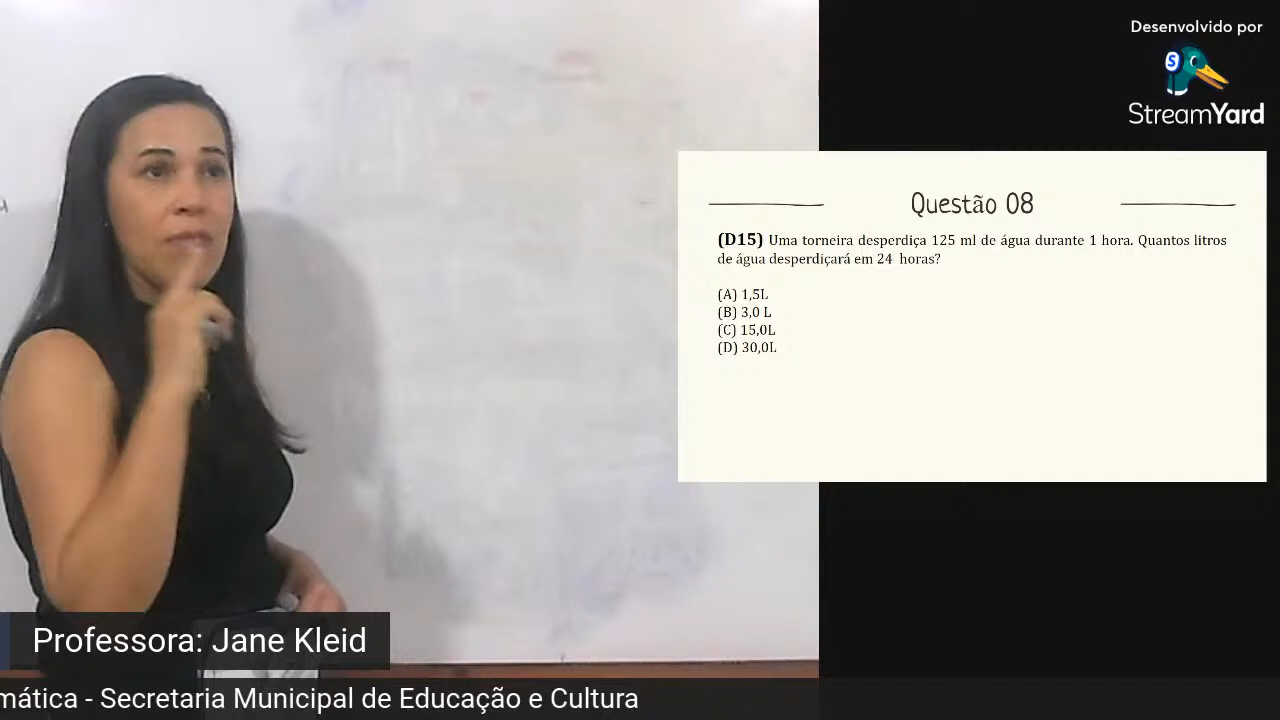 Desenvolvido por
StreamYard
Questão 08
(D15) Uma torneira desperdiça 125 ml de água durante 1 hora. Quantos litros
de água desperdiçará em 24 horas?
(A) 1,5L
(B) 3,0 L
(C) 15,0L
(D) 30,0L
Professora: Jane Kleid
mática - Secretaria Municipal de Educação e Cultura